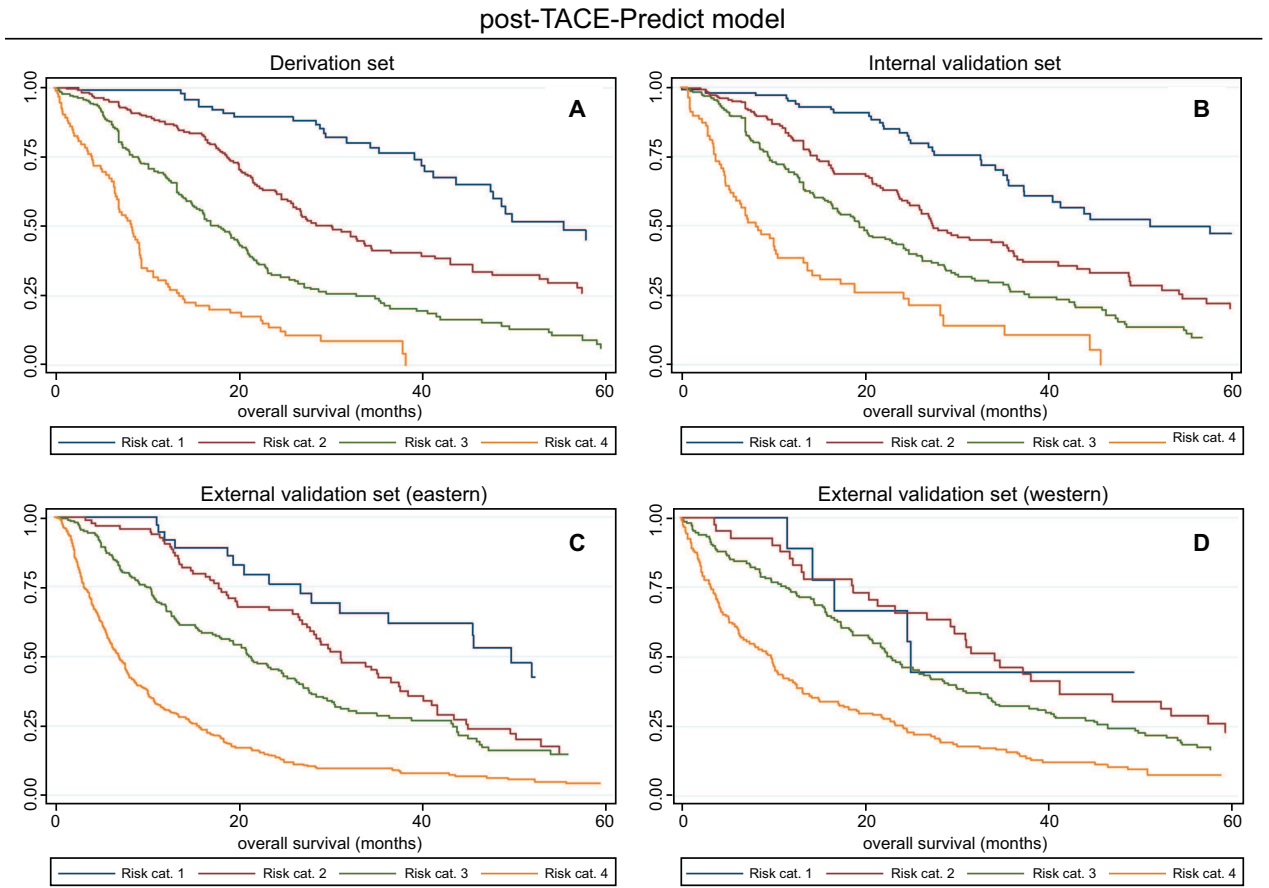 post-TACE-Predict model
Derivation set
A
1.00
0.75
0.50
0.25
0.00
0 20 40 60
overall survival (months)
Risk cat. 1 Risk cat. 2 Risk cat. 3 Risk cat. 4
Internal validation set
B
1.00
0.75
0.50
0.25
0.00
0 20 40 60
overall survival (months)
Risk cat. 1 Risk cat. 2 Risk cat. 3 Risk cat. 4
External validation set (eastern)
C
1.00
0.75
0.50
0.25
0.00
0 20 40 60
overall survival (months)
Risk cat. 1 Risk cat. 2 Risk cat. 3 Risk cat. 4
External validation set (western)
D
1.00
0.75
0.50
0.25
0.00
0 20 40 60
overall survival (months)
Risk cat. 1 Risk cat. 2 Risk cat. 3 Risk cat. 4